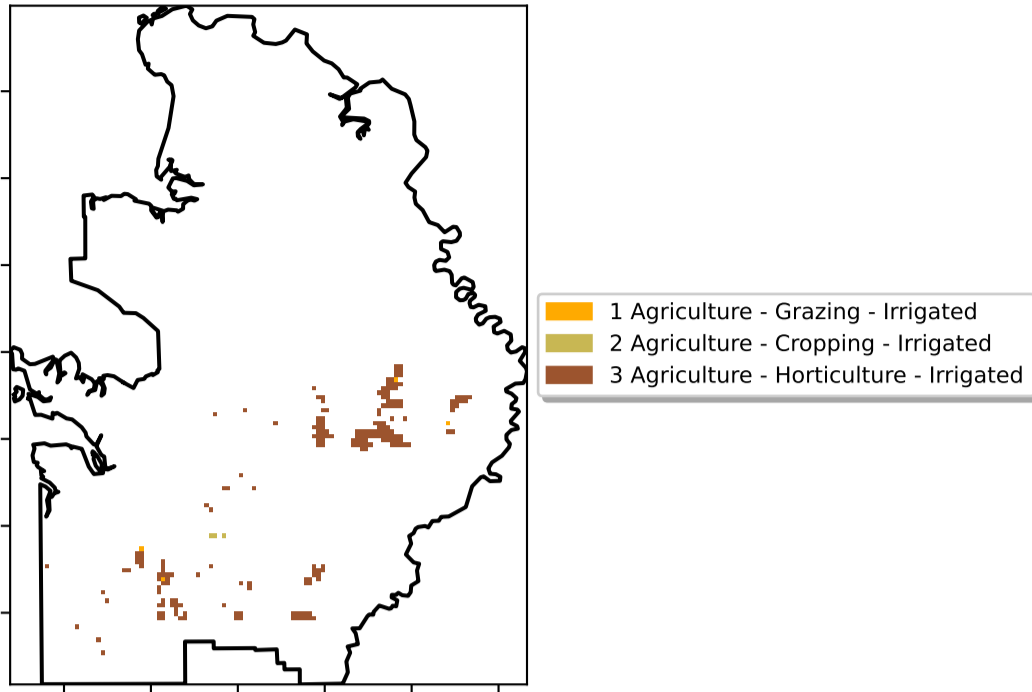 1 Agriculture - Grazing - Irrigated
2 Agriculture - Cropping - Irrigated
3 Agriculture - Horticulture - Irrigated